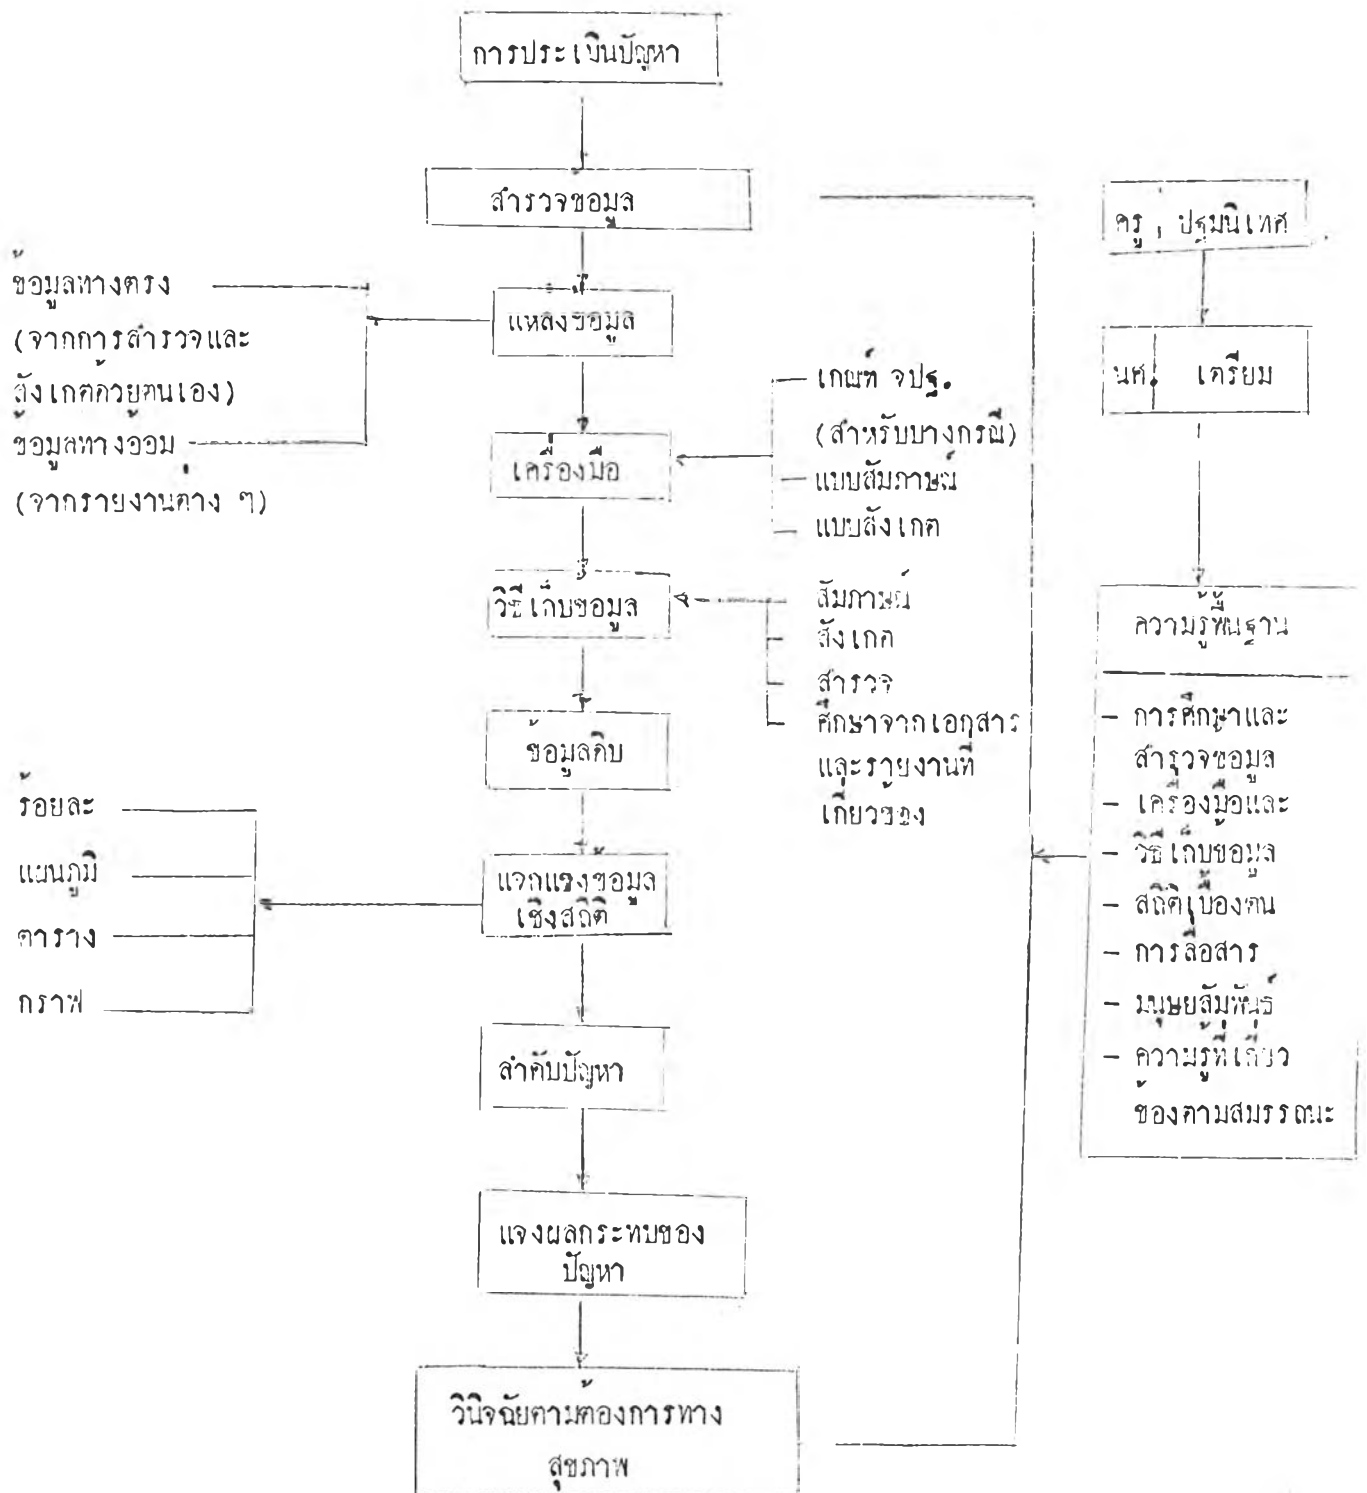 การประเมินปัญหา
สำรวจข้อมูล
แหล่งข้อมูล
ข้อมูลทางตรง
(จากการสำรวจและ
สังเกตด้วยตนเอง)
ข้อมูลทางอ้อม
(จากรายงานต่าง ๆ)
เครื่องมือ
เกณฑ์ จปฐ.
(สำหรับบางกรณี)
แบบสัมภาษณ์
แบบสังเกต
วิธีเก็บข้อมูล
สัมภาษณ์
สังเกต
สำรวจ
ศึกษาจากเอกสาร
และรายงานที่
เกี่ยวข้อง
ข้อมูลดิบ
แจกแจงข้อมูล
เชิงสถิติ
ร้อยละ
แผนภูมิ
ตาราง
กราฟ
ลำดับปัญหา
แจงผลกระทบของ
ปัญหา
วินิจฉัยตามต้องการทาง
สุขภาพ
ครู , ปฐมนิเทศ
นศ. เตรียม
ความรู้พื้นฐาน
- การศึกษาและ
สำรวจข้อมูล
- เครื่องมือและ
- วิธีเก็บข้อมูล
สถิติเบื้องต้น
- การสื่อสาร
- มนุษยสัมพันธ์
- ความรู้ที่เกี่ยว
ข้องตามสมรรถนะ